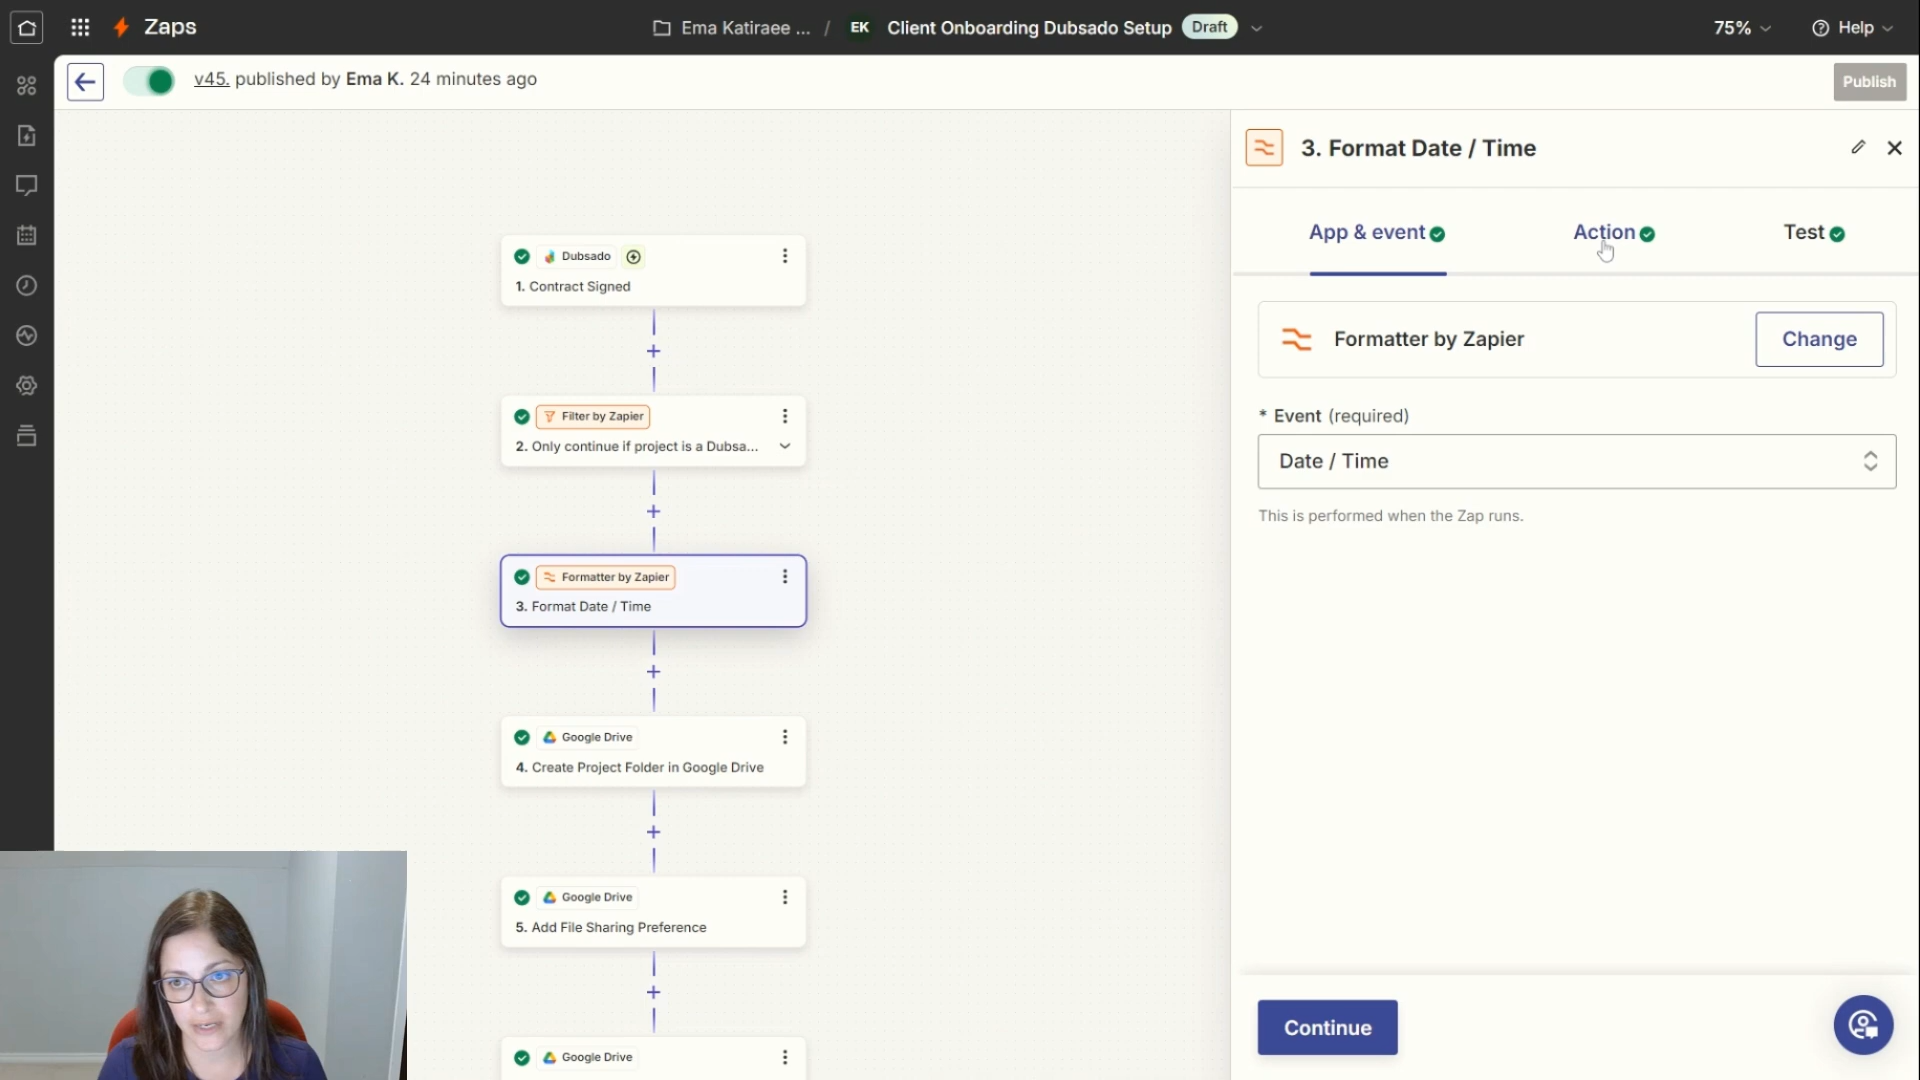 Zaps
Ema Katiraee ... / EK Client Onboarding Dubsado Setup Draft
75%
Help
v45. published by Ema K. 24 minutes ago
Publish
Dubsado
1. Contract Signed
Filter by Zapier
2. Only continue if project is a Dubsa...
Formatter by Zapier
3. Format Date / Time
Google Drive
4. Create Project Folder in Google Drive
Google Drive
5. Add File Sharing Preference
Google Drive
3. Format Date / Time
App & event
Action
Test
Formatter by Zapier
Change
* Event (required)
Date / Time
This is performed when the Zap runs.
Continue